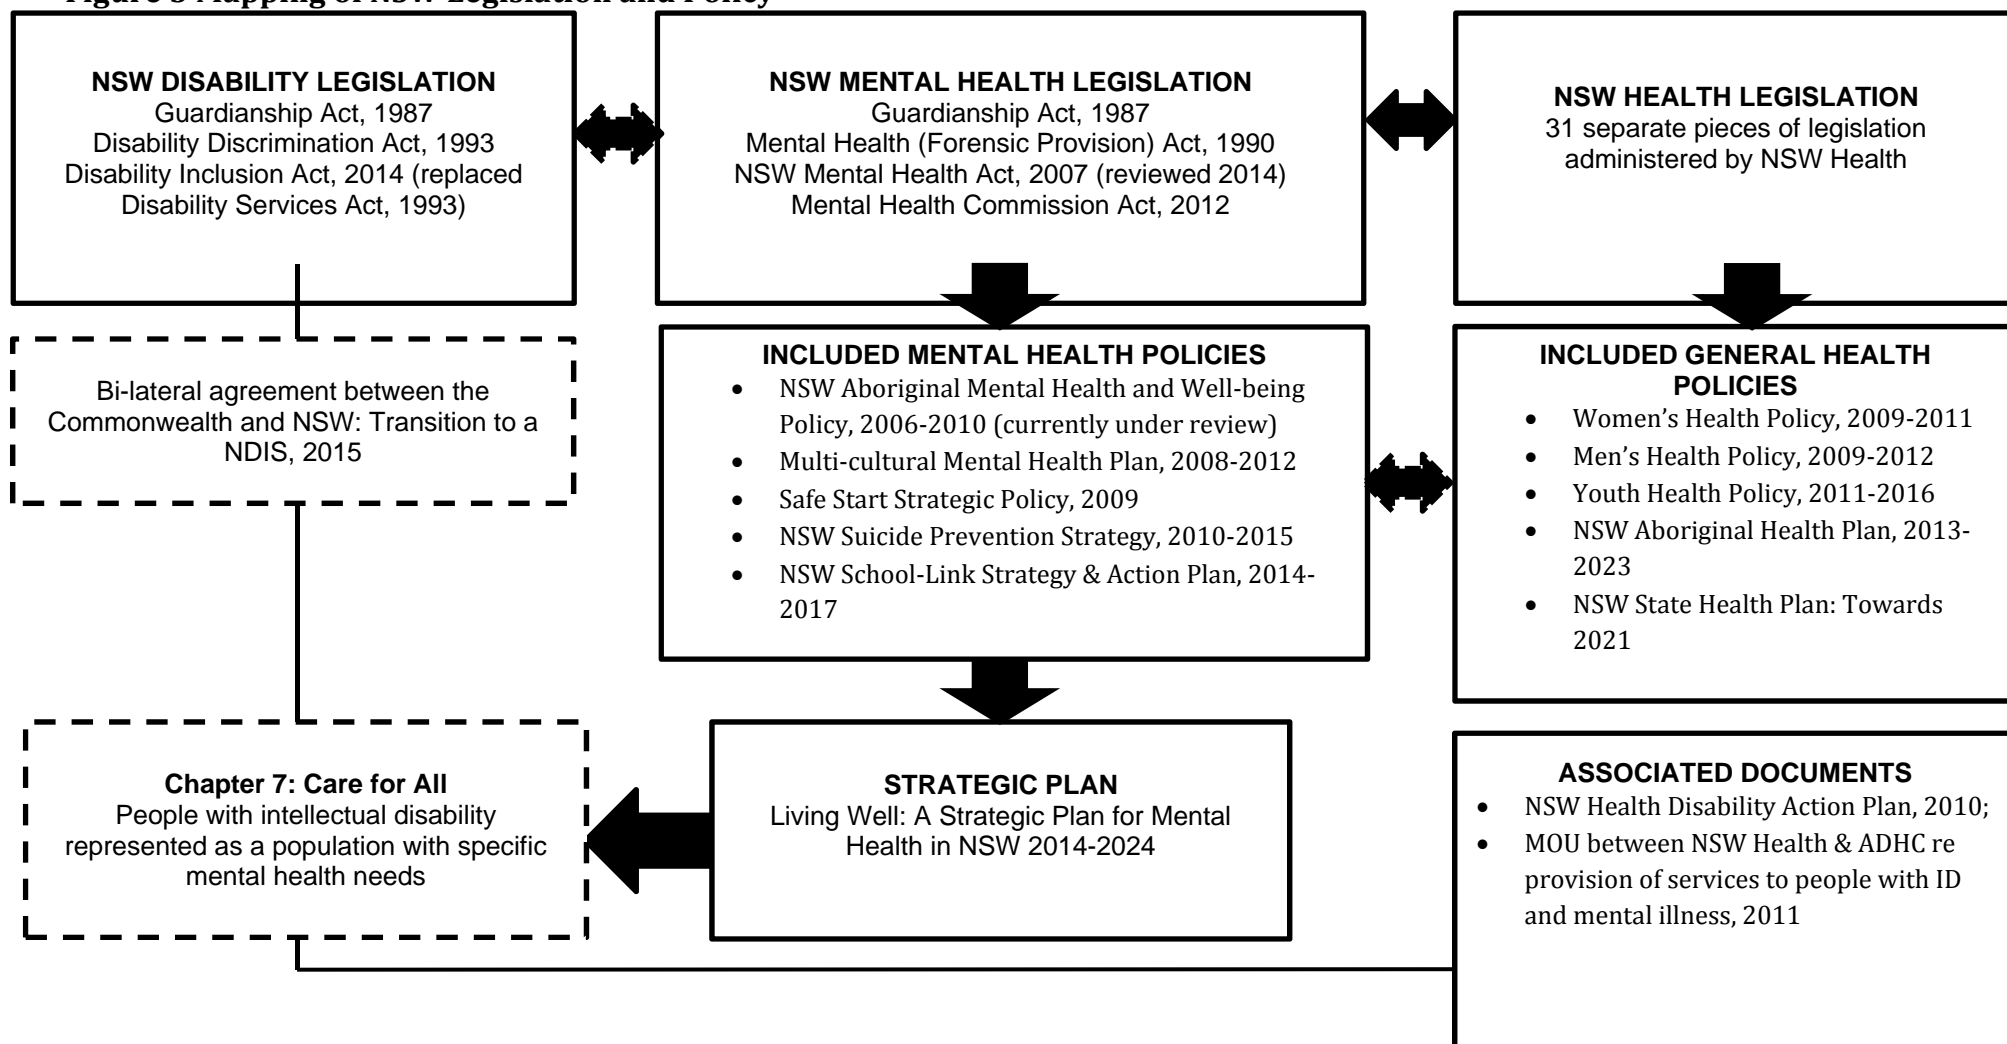 Figure 3 Mapping of NSW Legislation and Policy
NSW DISABILITY LEGISLATION
Guardianship Act, 1987
Disability Discrimination Act, 1993
Disability Inclusion Act, 2014 (replaced
Disability Services Act, 1993)
NSW MENTAL HEALTH LEGISLATION
Guardianship Act, 1987
Mental Health (Forensic Provision) Act, 1990
NSW Mental Health Act, 2007 (reviewed 2014)
Mental Health Commission Act, 2012
NSW HEALTH LEGISLATION
31 separate pieces of legislation
administered by NSW Health
Bi-lateral agreement between the
Commonwealth and NSW: Transition to a
NDIS, 2015
INCLUDED MENTAL HEALTH POLICIES
• NSW Aboriginal Mental Health and Well-being
Policy, 2006-2010 (currently under review)
• Multi-cultural Mental Health Plan, 2008-2012
• Safe Start Strategic Policy, 2009
• NSW Suicide Prevention Strategy, 2010-2015
• NSW School-Link Strategy & Action Plan, 2014-
2017
INCLUDED GENERAL HEALTH
POLICIES
• Women’s Health Policy, 2009-2011
• Men’s Health Policy, 2009-2012
• Youth Health Policy, 2011-2016
• NSW Aboriginal Health Plan, 2013-
2023
• NSW State Health Plan: Towards
2021
Chapter 7: Care for All
People with intellectual disability
represented as a population with specific
mental health needs
STRATEGIC PLAN
Living Well: A Strategic Plan for Mental
Health in NSW 2014-2024
ASSOCIATED DOCUMENTS
• NSW Health Disability Action Plan, 2010;
• MOU between NSW Health & ADHC re
provision of services to people with ID
and mental illness, 2011